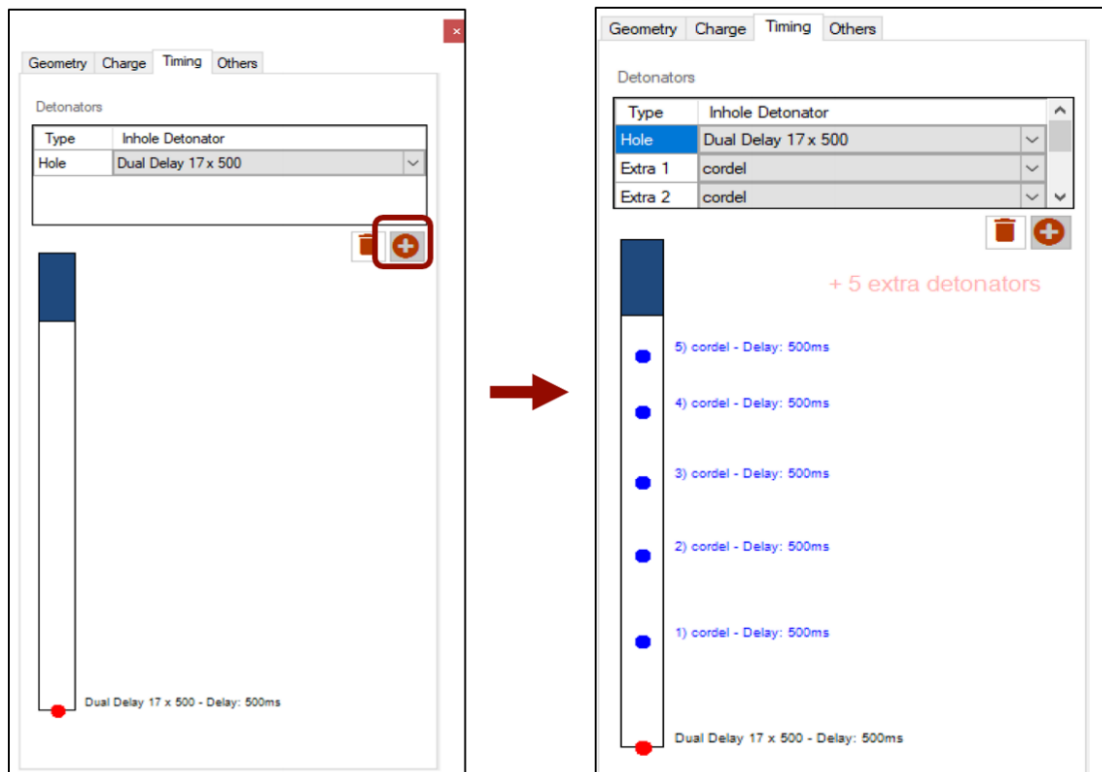 Geometry Charge Timing Others
Detonators
Type Inhole Detonator
Hole Dual Delay 17 x 500
Dual Delay 17 x 500 - Delay: 500ms
Geometry Charge Timing Others
Detonators
Type Inhole Detonator
Hole Dual Delay 17 x 500
Extra 1 cordel
Extra 2 cordel
+ 5 extra detonators
5) cordel - Delay: 500ms
4) cordel - Delay: 500ms
3) cordel - Delay: 500ms
2) cordel - Delay: 500ms
1) cordel - Delay: 500ms
Dual Delay 17 x 500 - Delay: 500ms